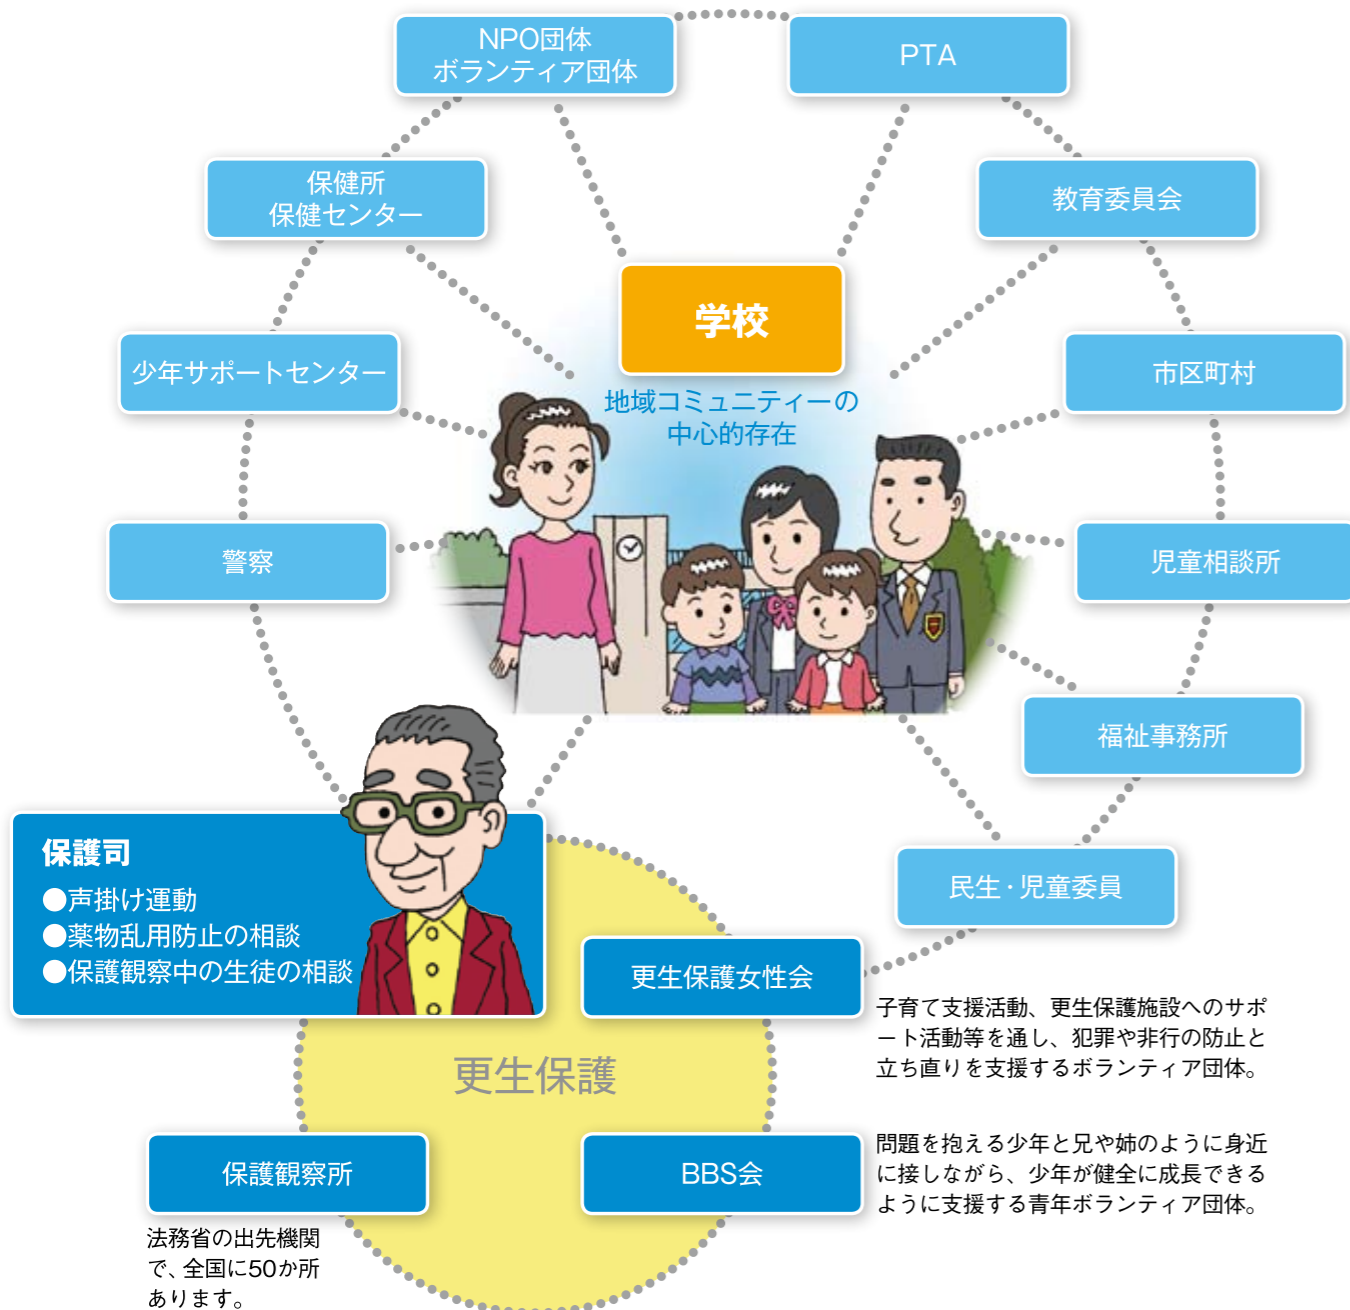 NPO団体
ボランティア団体
PTA
保健所
保健センター
教育委員会
学校
地域コミュニティーの
中心的存在
少年サポートセンター
市区町村
警察
児童相談所
福祉事務所
保護司
●声掛け運動
●薬物乱用防止の相談
●保護観察中の生徒の相談
民生・児童委員
更生保護女性会
子育て支援活動、更生保護施設へのサポ
ート活動等を通し、犯罪や非行の防止と
立ち直りを支援するボランティア団体。
更生保護
保護観察所
法務省の出先機関
で、全国に50か所
あります。
BBS会
問題を抱える少年と兄や姉のように身近
に接しながら、少年が健全に成長できる
ように支援する青年ボランティア団体。